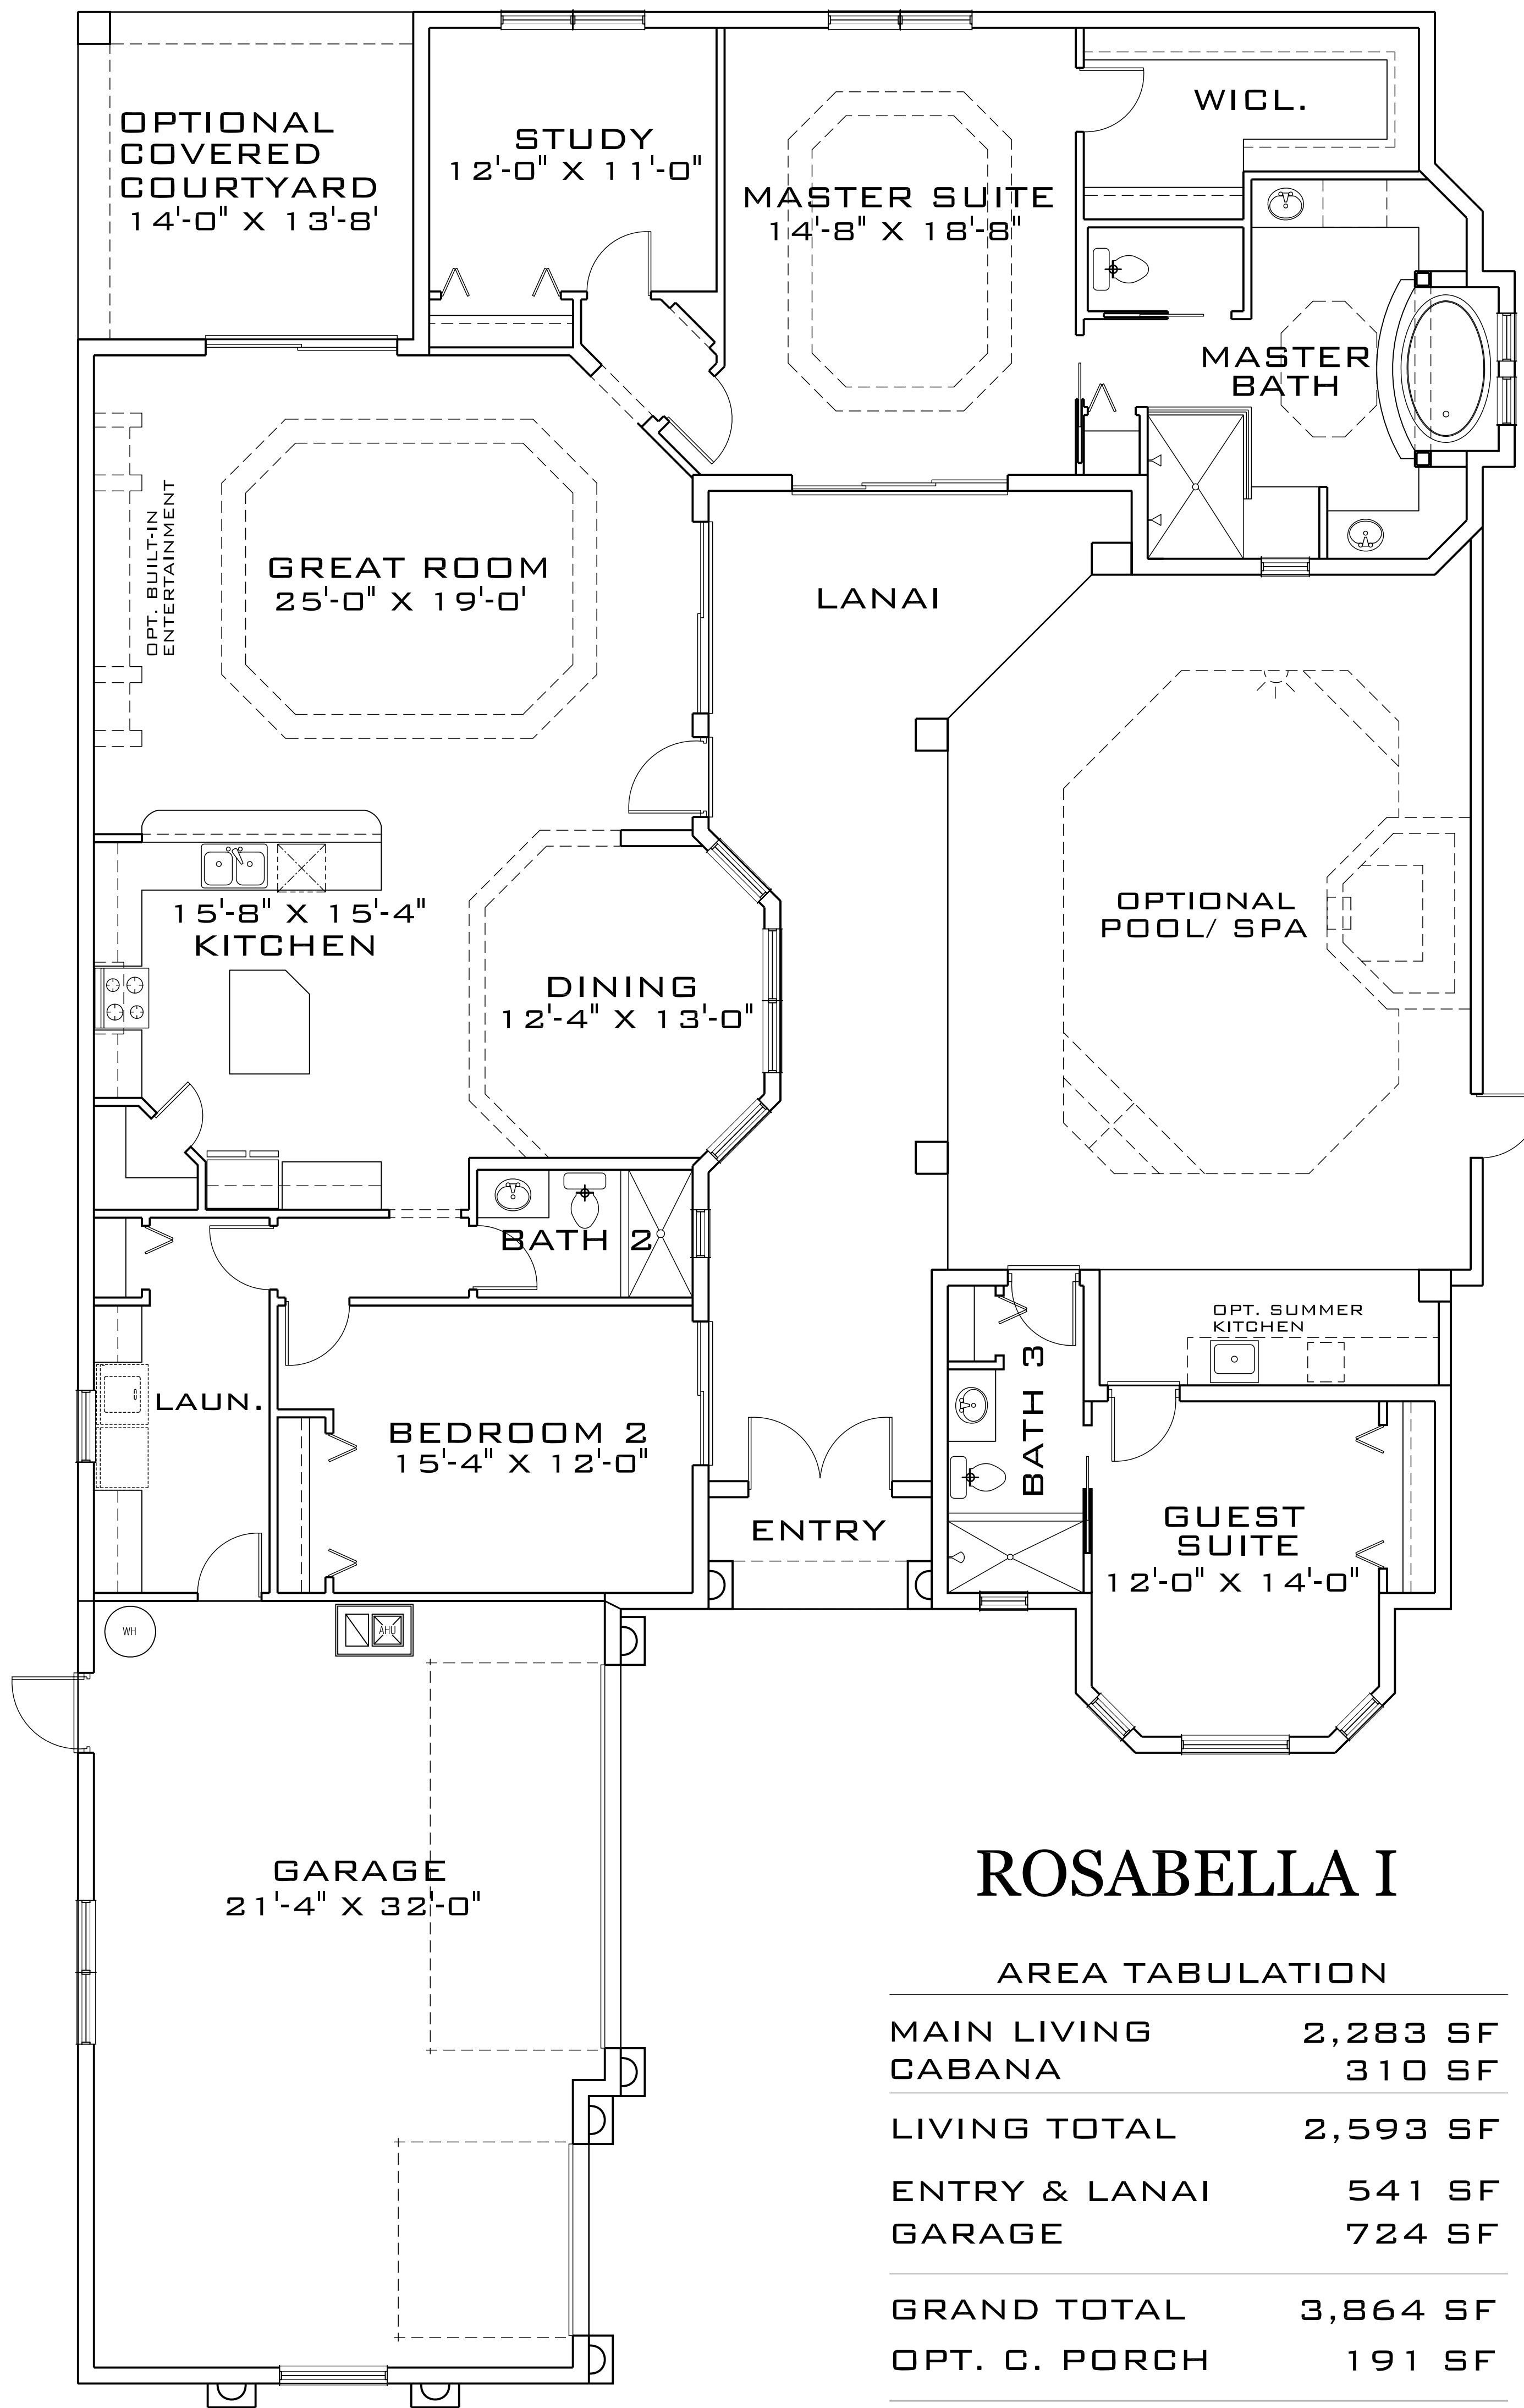 OPTIONAL
COVERED
COURTYARD
14'-0" X 13'-8'
STUDY
12'-0" X 11'-0"
MASTER SUITE
14'-8" X 18'-8"
WICL.
MASTER
BATH
OPT. BUILT-IN
ENTERTAINMENT
GREAT ROOM
25'-0" X 19'-0'
LANAI
15'-8" X 15'-4"
KITCHEN
DINING
12'-4" X 13'-0"
OPTIONAL
POOL/ SPA
BATH 2
LAUN.
BEDROOM 2
15'-4" X 12'-0"
ENTRY
BATH 3
OPT. SUMMER
KITCHEN
GUEST
SUITE
12'-0" X 14'-0"
WH
AHU
GARAGE
21'-4" X 32'-0"
ROSABELLA I
AREA TABULATION
MAIN LIVING 2,283 SF
CABANA 310 SF
LIVING TOTAL 2,593 SF
ENTRY & LANAI 541 SF
GARAGE 724 SF
GRAND TOTAL 3,864 SF
OPT. C. PORCH 191 SF